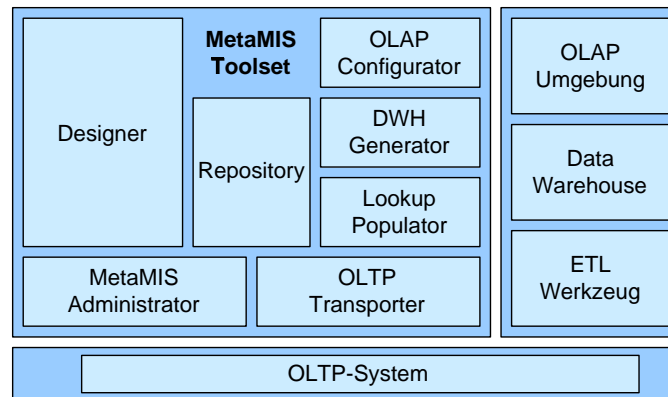 MetaMIS
Toolset
Designer
Repository
OLAP
Configurator
DWH
Generator
Lookup
Populator
MetaMIS
Administrator
OLTP
Transporter
OLAP
Umgebung
Data
Warehouse
ETL
Werkzeug
OLTP-System